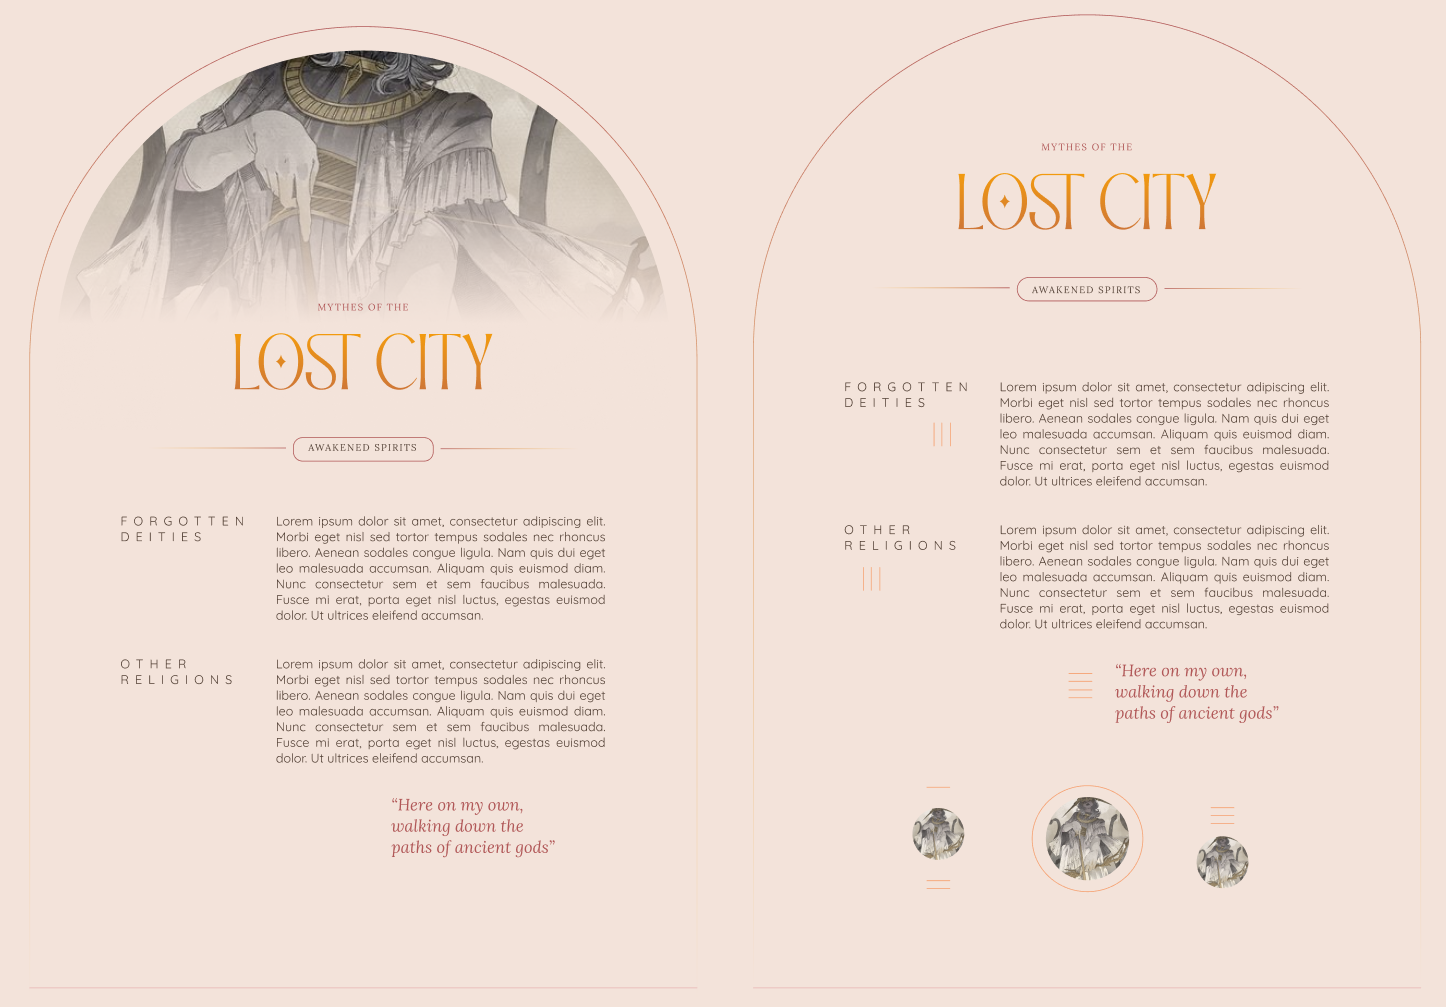 MYTHES OF THE
LOST CITY
AWAKENED SPIRITS
FORGOTTEN
DEITIES
Lorem ipsum dolor sit amet, consectetur adipiscing elit.
Morbi eget nisl sed tortor tempus sodales nec rhoncus
libero. Aenean sodales congue ligula. Nam quis dui eget
leo malesuada accumsan. Aliquam quis euismod diam.
Nunc consectetur sem et sem faucibus malesuada.
Fusce mi erat, porta eget nisl luctus, egestas euismod
dolor. Ut ultrices eleifend accumsan.
OTHER
RELIGIONS
Lorem ipsum dolor sit amet, consectetur adipiscing elit.
Morbi eget nisl sed tortor tempus sodales nec rhoncus
libero. Aenean sodales congue ligula. Nam quis dui eget
leo malesuada accumsan. Aliquam quis euismod diam.
Nunc consectetur sem et sem faucibus malesuada.
Fusce mi erat, porta eget nisl luctus, egestas euismod
dolor. Ut ultrices eleifend accumsan.
“Here on my own,
walking down the
paths of ancient gods”
MYTHES OF THE
LOST CITY
AWAKENED SPIRITS
FORGOTTEN
DEITIES
Lorem ipsum dolor sit amet, consectetur adipiscing elit.
Morbi eget nisl sed tortor tempus sodales nec rhoncus
libero. Aenean sodales congue ligula. Nam quis dui eget
leo malesuada accumsan. Aliquam quis euismod diam.
Nunc consectetur sem et sem faucibus malesuada.
Fusce mi erat, porta eget nisl luctus, egestas euismod
dolor. Ut ultrices eleifend accumsan.
OTHER
RELIGIONS
Lorem ipsum dolor sit amet, consectetur adipiscing elit.
Morbi eget nisl sed tortor tempus sodales nec rhoncus
libero. Aenean sodales congue ligula. Nam quis dui eget
leo malesuada accumsan. Aliquam quis euismod diam.
Nunc consectetur sem et sem faucibus malesuada.
Fusce mi erat, porta eget nisl luctus, egestas euismod
dolor. Ut ultrices eleifend accumsan.
“Here on my own,
walking down the
paths of ancient gods”